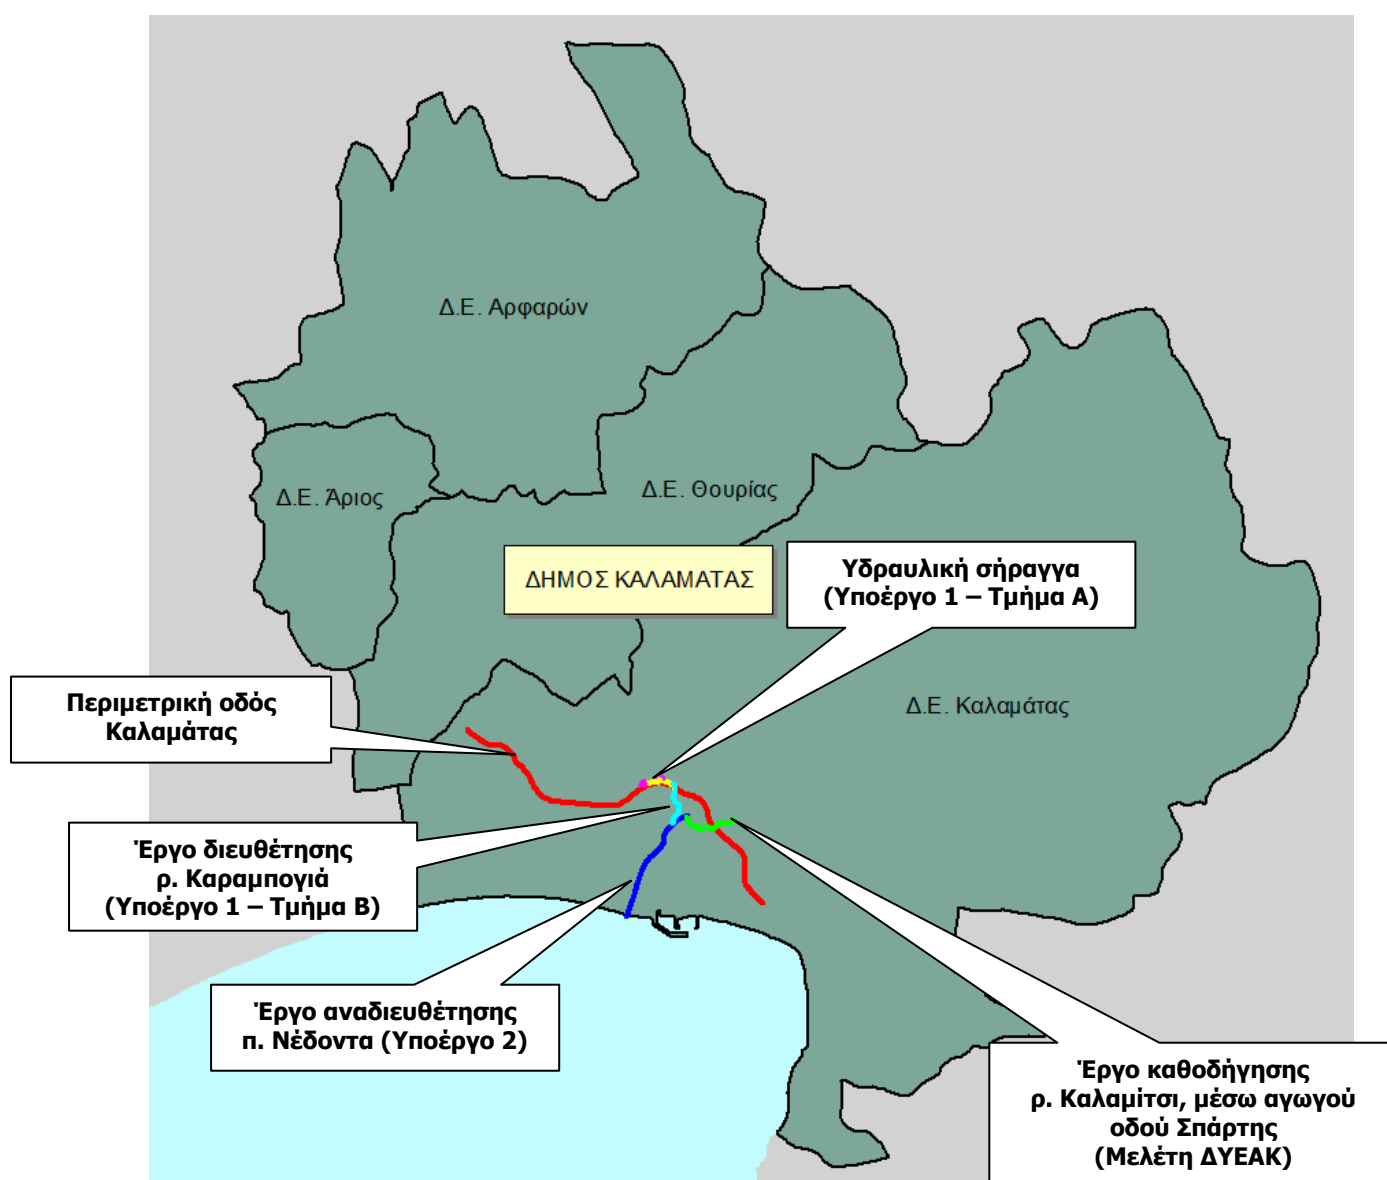 Δ.Ε. Αρφαρών
Δ.Ε. Άριος
Δ.Ε. Θουρίας
ΔΗΜΟΣ ΚΑΛΑΜΑΤΑΣ
Υδραυλική σήραγγα
(Υποέργο 1 – Τμήμα Α)
Περιμετρική οδός
Καλαμάτας
Δ.Ε. Καλαμάτας
Έργο διευθέτησης
ρ. Καραμπογιά
(Υποέργο 1 – Τμήμα Β)
Έργο αναδιευθέτησης
π. Νέδοντα (Υποέργο 2)
Έργο καθοδήγησης
ρ. Καλαμίτσι, μέσω αγωγού
οδού Σπάρτης
(Μελέτη ΔΥΕΑΚ)